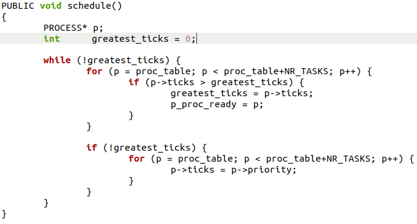 PUBLIC void schedule()
{
        PROCESS* p;
        int     greatest_ticks = 0;

        while (!greatest_ticks) {
                for (p = proc_table; p < proc_table+NR_TASKS; p++) {
                        if (p->ticks > greatest_ticks) {
                                greatest_ticks = p->ticks;
                                p_proc_ready = p;
                        }
                }

                if (!greatest_ticks) {
                        for (p = proc_table; p < proc_table+NR_TASKS; p++) {
                                p->ticks = p->priority;
                        }
                }
        }
}